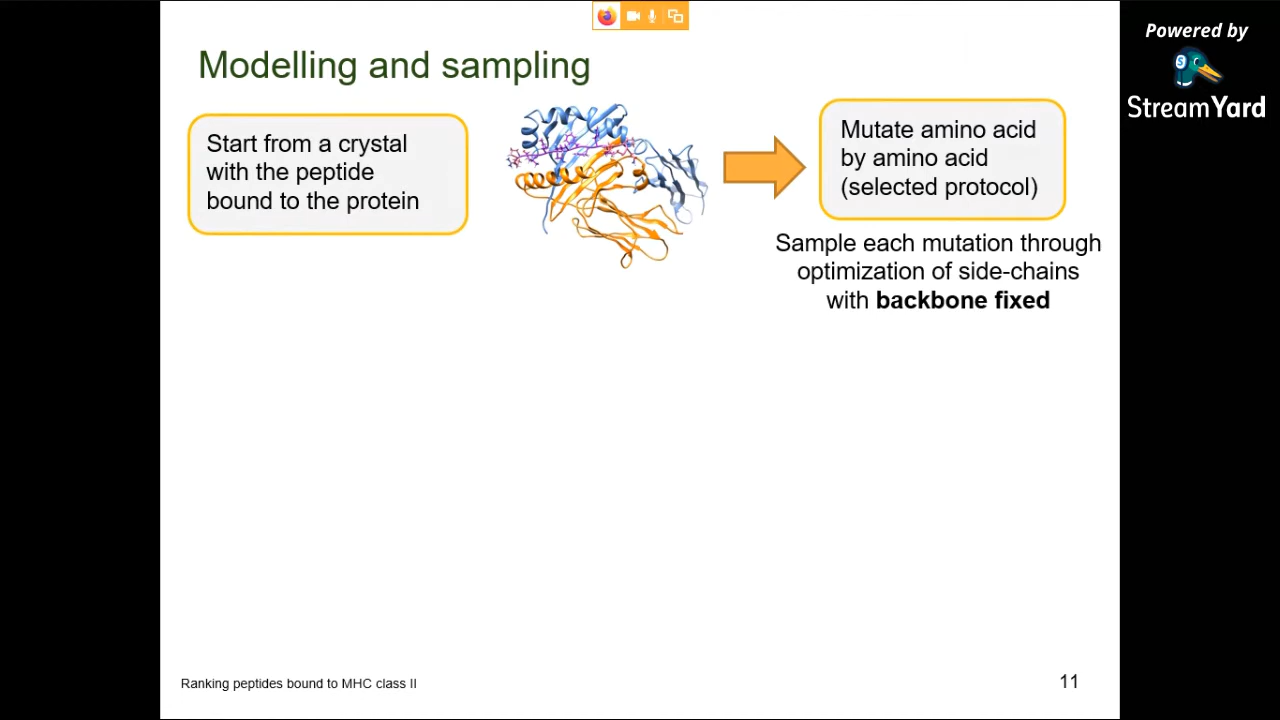 Powered by
StreamYard
Modelling and sampling
Start from a crystal
with the peptide
bound to the protein
Mutate amino acid
by amino acid
(selected protocol)
Sample each mutation through
optimization of side-chains
with backbone fixed
Ranking peptides bound to MHC class II
11